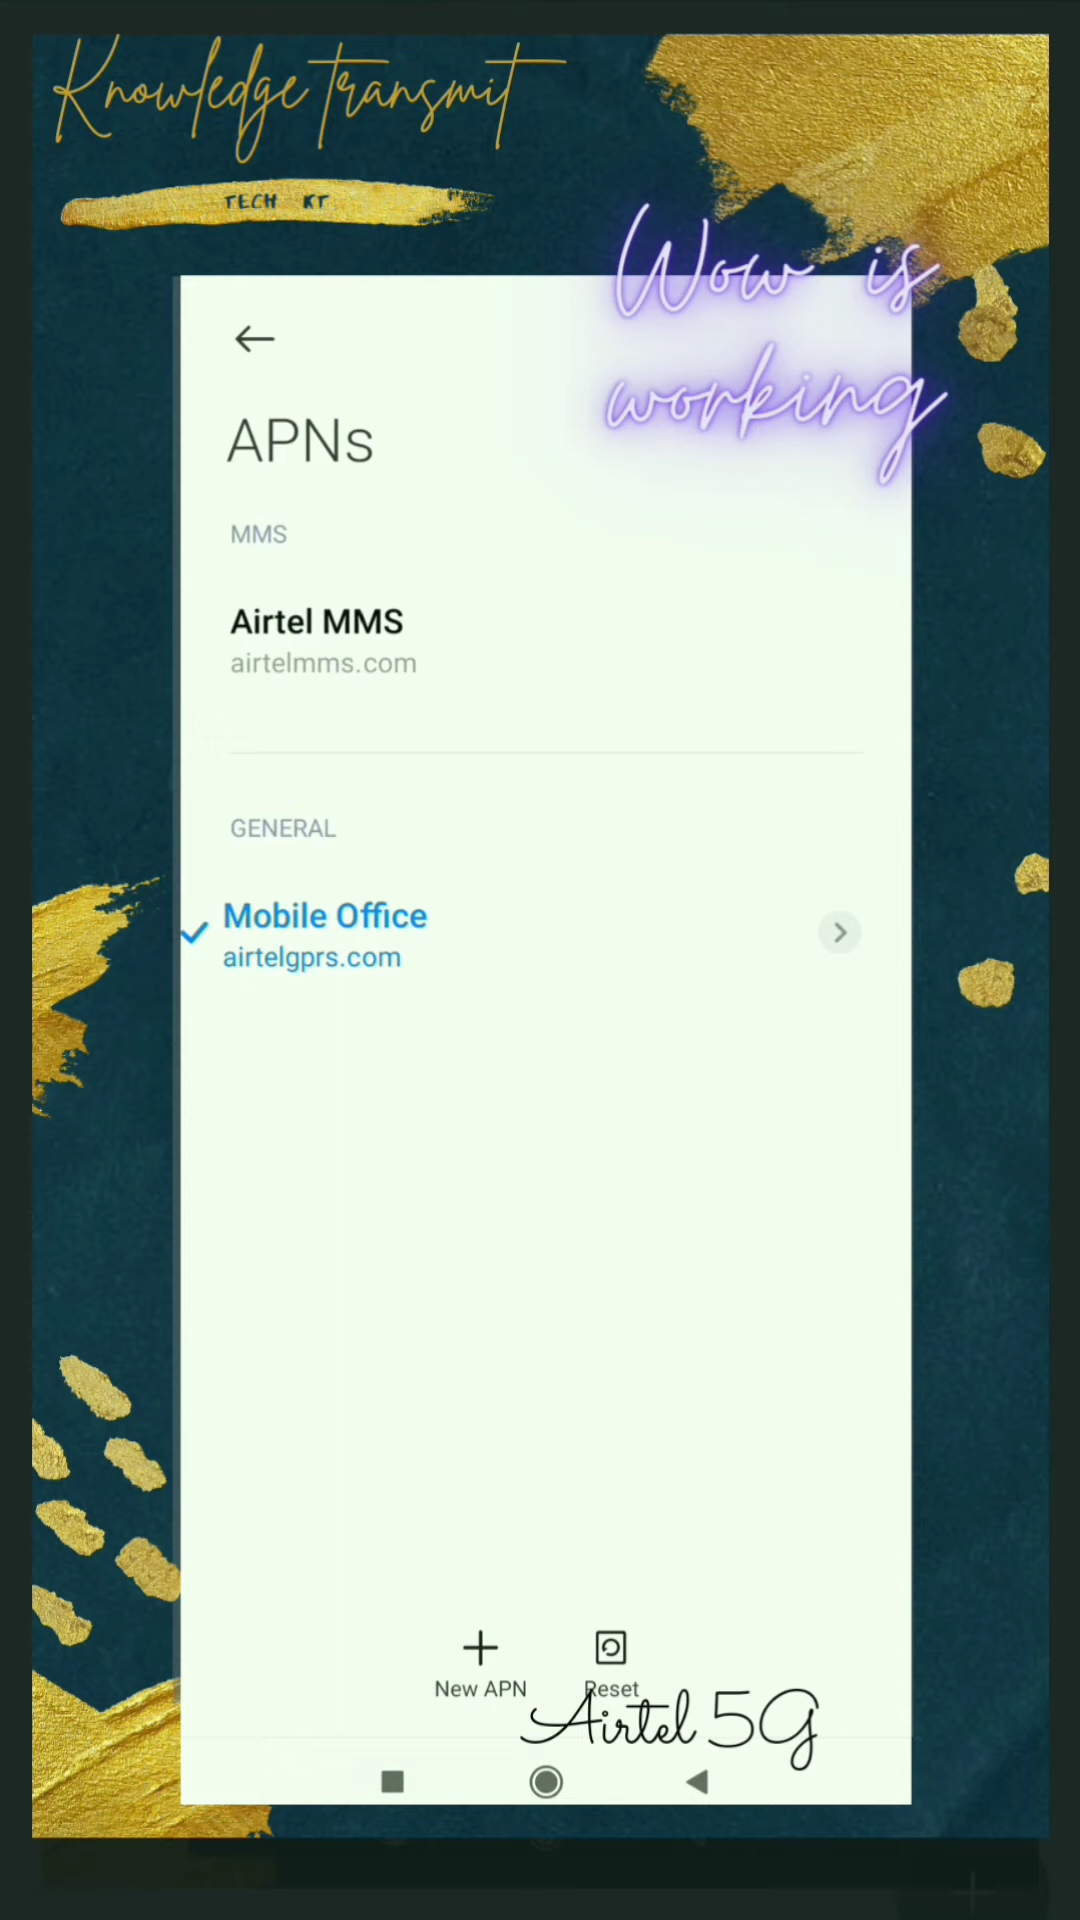 Knowledge transmit
TECH KT
Wow is
working
APNs
MMS
Airtel MMS
airtelmms.com
GENERAL
Mobile Office
airtelgprs.com
New APN
Reset
Airtel 5G